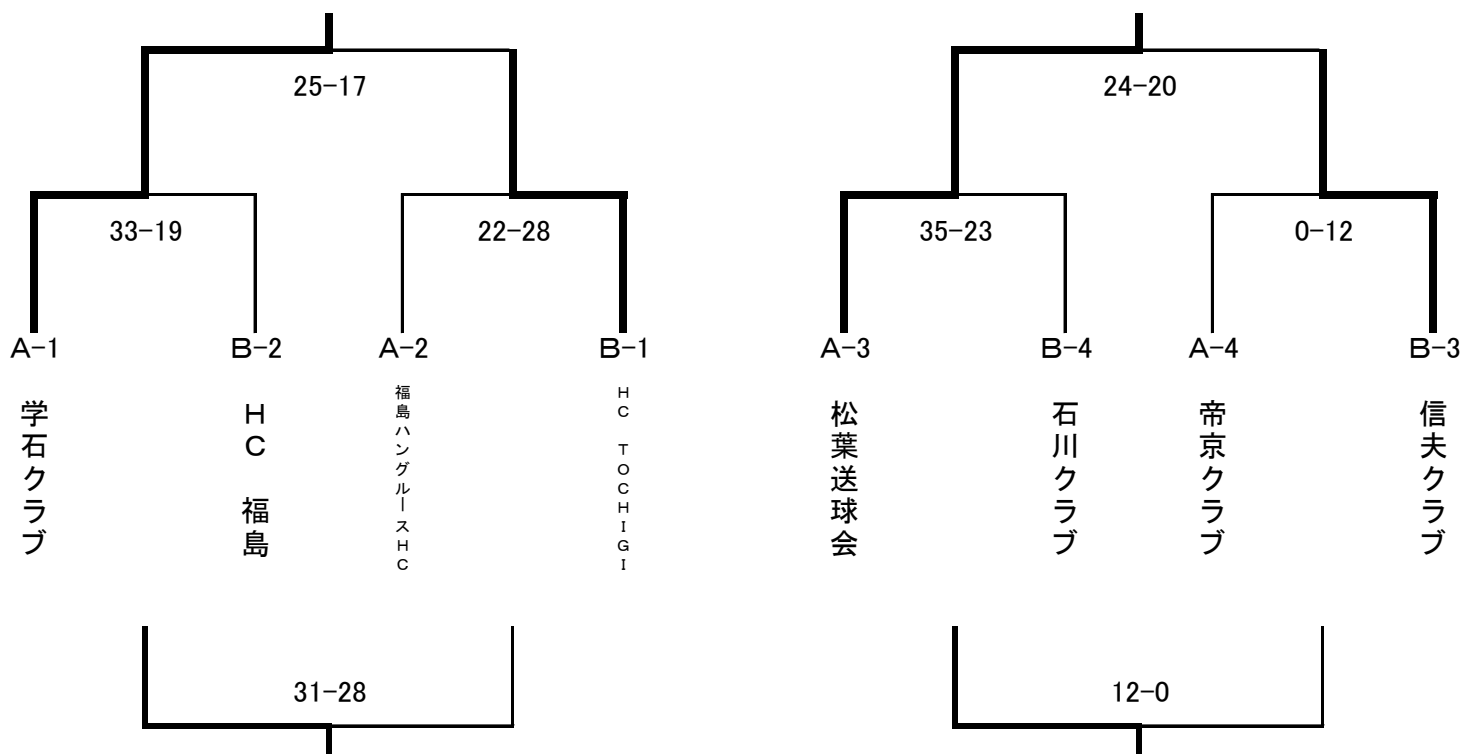 25-17
24-20
33-19
22-28
35-23
0-12
A-1
B-2
A-2
B-1
A-3
B-4
A-4
B-3
学石クラブ
HC 福島
福島ハングルースHC
HC TOCHIGI
松葉送球会
石川クラブ
帝京クラブ
信夫クラブ
31-28
12-0